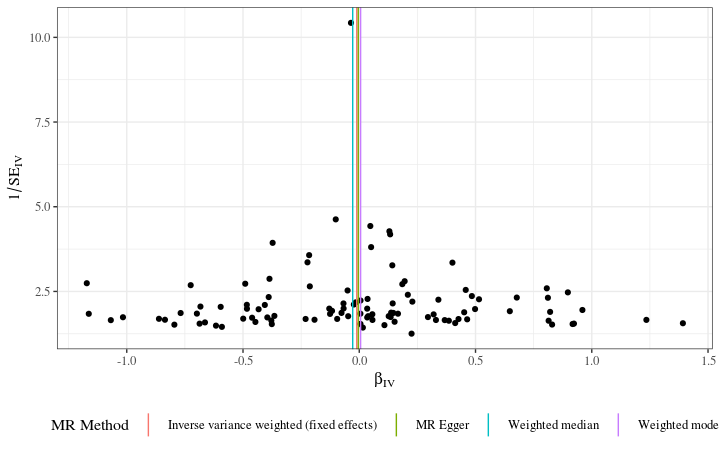 10.0
7.5
5.0
2.5
1/SE_IV
-1.0
-0.5
0.0
0.5
1.0
1.5
β_IV
MR Method
Inverse variance weighted (fixed effects)
MR Egger
Weighted median
Weighted mode